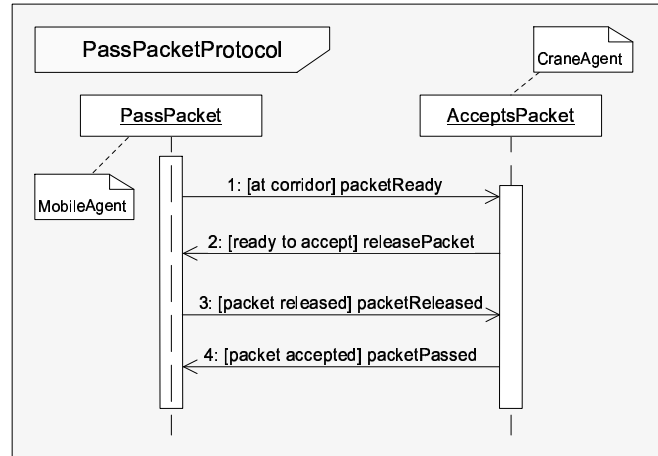 PassPacketProtocol
CraneAgent
PassPacket
AcceptsPacket
MobileAgent
1: [at corridor] packetReady
2: [ready to accept] releasePacket
3: [packet released] packetReleased
4: [packet accepted] packetPassed